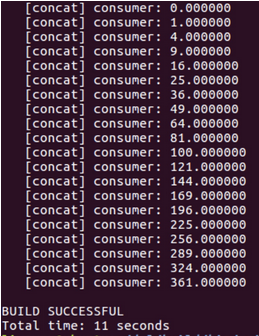 [concat] consumer: 0.000000
[concat] consumer: 1.000000
[concat] consumer: 4.000000
[concat] consumer: 9.000000
[concat] consumer: 16.000000
[concat] consumer: 25.000000
[concat] consumer: 36.000000
[concat] consumer: 49.000000
[concat] consumer: 64.000000
[concat] consumer: 81.000000
[concat] consumer: 100.000000
[concat] consumer: 121.000000
[concat] consumer: 144.000000
[concat] consumer: 169.000000
[concat] consumer: 196.000000
[concat] consumer: 225.000000
[concat] consumer: 256.000000
[concat] consumer: 289.000000
[concat] consumer: 324.000000
[concat] consumer: 361.000000
BUILD SUCCESSFUL
Total time: 11 seconds